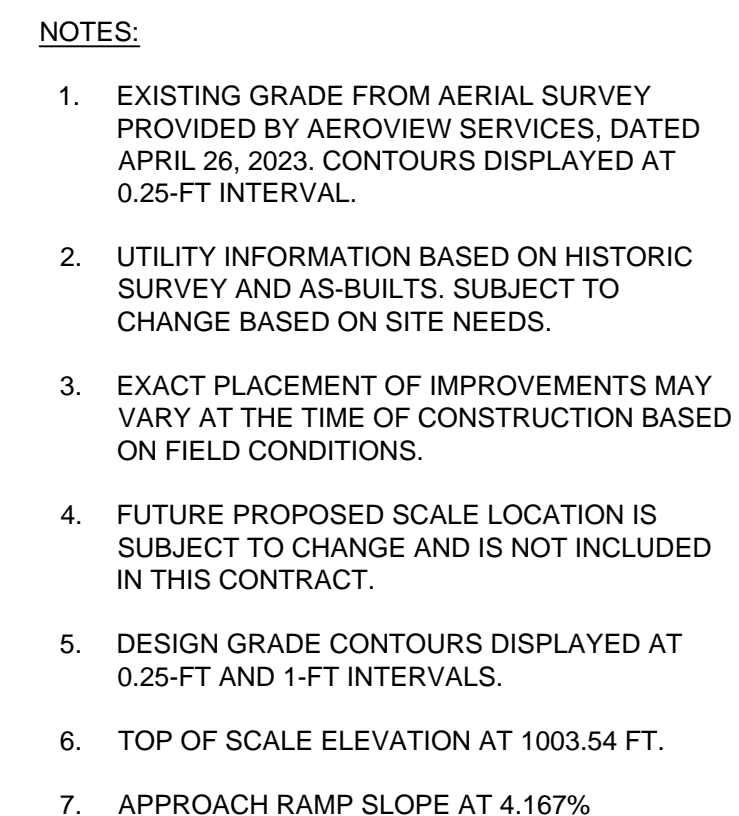 NOTES:
1. EXISTING GRADE FROM AERIAL SURVEY
PROVIDED BY AEROVIEW SERVICES, DATED
APRIL 26, 2023. CONTOURS DISPLAYED AT
0.25-FT INTERVAL.
2. UTILITY INFORMATION BASED ON HISTORIC
SURVEY AND AS-BUILTS. SUBJECT TO
CHANGE BASED ON SITE NEEDS.
3. EXACT PLACEMENT OF IMPROVEMENTS MAY
VARY AT THE TIME OF CONSTRUCTION BASED
ON FIELD CONDITIONS.
4. FUTURE PROPOSED SCALE LOCATION IS
SUBJECT TO CHANGE AND IS NOT INCLUDED
IN THIS CONTRACT.
5. DESIGN GRADE CONTOURS DISPLAYED AT
0.25-FT AND 1-FT INTERVALS.
6. TOP OF SCALE ELEVATION AT 1003.54 FT.
7. APPROACH RAMP SLOPE AT 4.167%